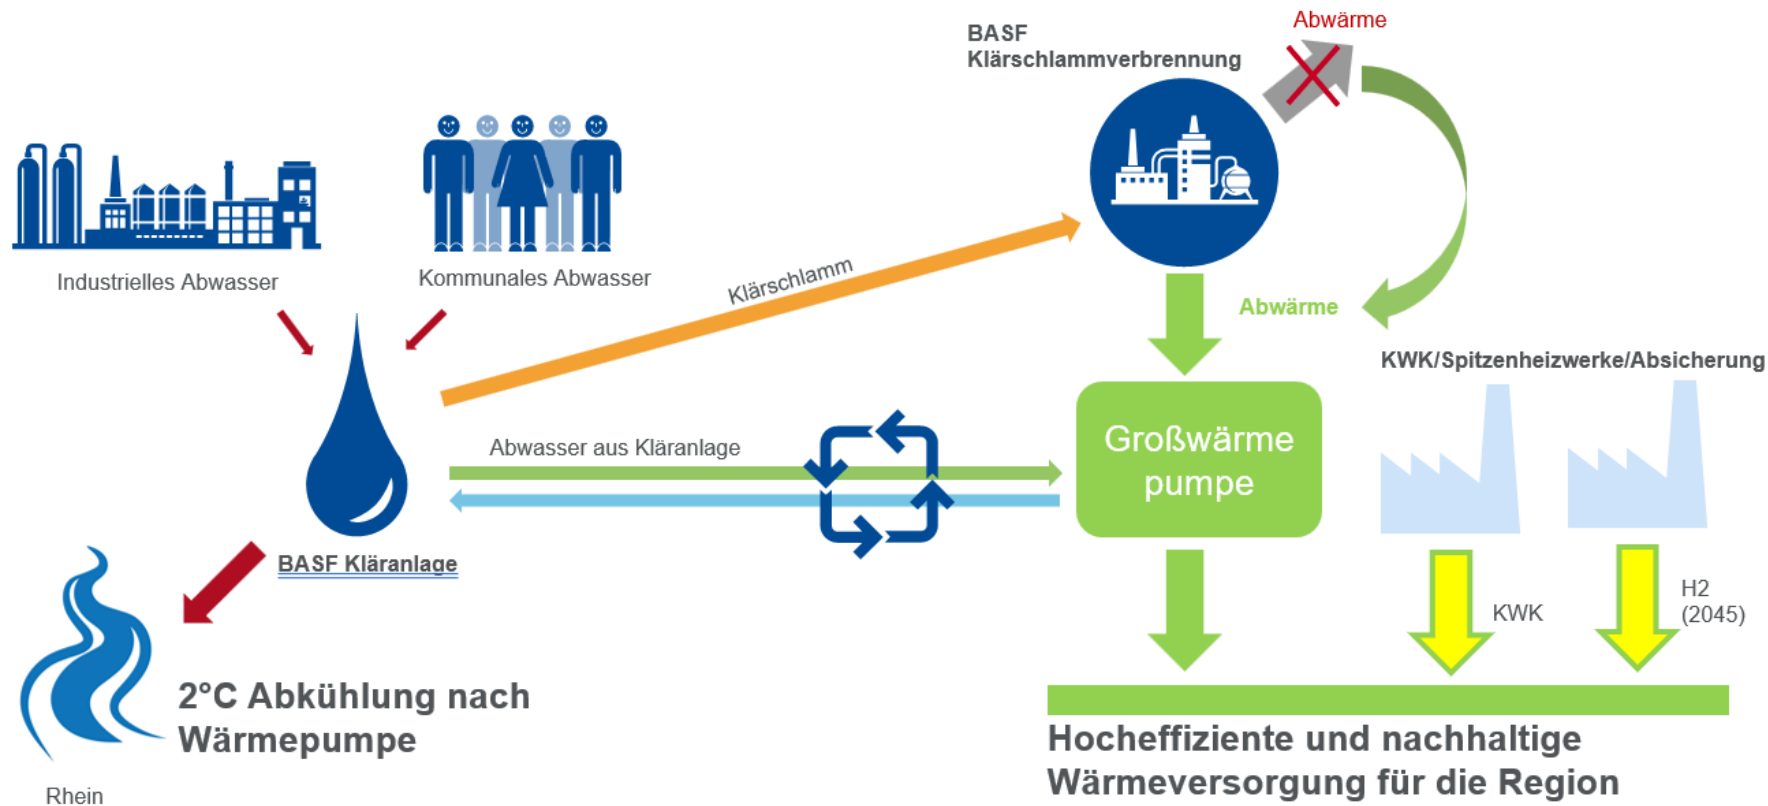 Abwärme
BASF
Klärschlammverbrennung
Industrielles Abwasser
Kommunales Abwasser
Klärschlamm
Abwärme
KWK/Spitzenheizwerke/Absicherung
Abwasser aus Kläranlage
Großwärme
pumpe
BASF Kläranlage
KWK
H2
(2045)
2°C Abkühlung nach
Wärmepumpe
Rhein
Hocheffiziente und nachhaltige
Wärmeversorgung für die Region